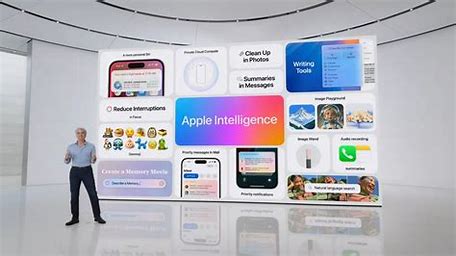 A more personal Siri
Private Cloud Compute
Clean Up
in Photos
Summaries
in Messages
Writing
Tools
Reduce Interruptions
in Focus
Apple Intelligence
Image Playground
Genmoji
Priority messages in Mail
Image Wand
Audio recording
summaries
Create a Memory Movie
Describe a Memory...
Priority notifications
Natural language search